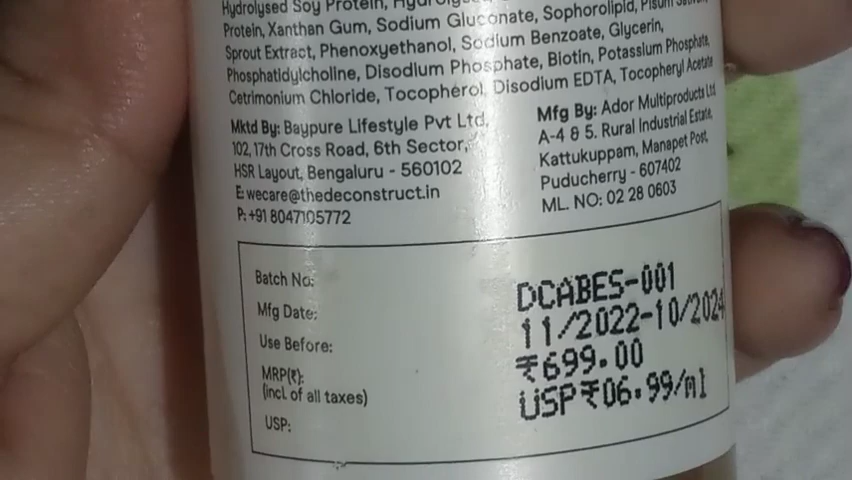 Hydrolysed Soy Protein,
Protein, Xanthan Gum, Sodium Gluconate, Sophorolipid, Pisum
Sprout Extract, Phenoxyethanol, Sodium Benzoate, Glycerin,
Phosphatidylcholine, Disodium Phosphate, Biotin, Potassium Phosphate,
Cetrimonium Chloride, Tocopherol, Disodium EDTA, Tocopheryl Acetate
Mktd By: Baypure Lifestyle Pvt Ltd,
102, 17th Cross Road, 6th Sector,
HSR Layout, Bengaluru - 560102
E: wecare@thedeconstruct.in
P: +91 8047105772
Mfg By: Ador Multiproducts Ltd
A-4 & 5. Rural Industrial Estate,
Kattukuppam, Manapet Post,
Puducherry - 607402
ML. NO: 02 28 0603
Batch No:
Mfg Date:
Use Before:
MRP(₹):
(incl. of all taxes)
USP:
DCABES-001
11/2022-10/2024
₹699.00
USP₹06.99/ml